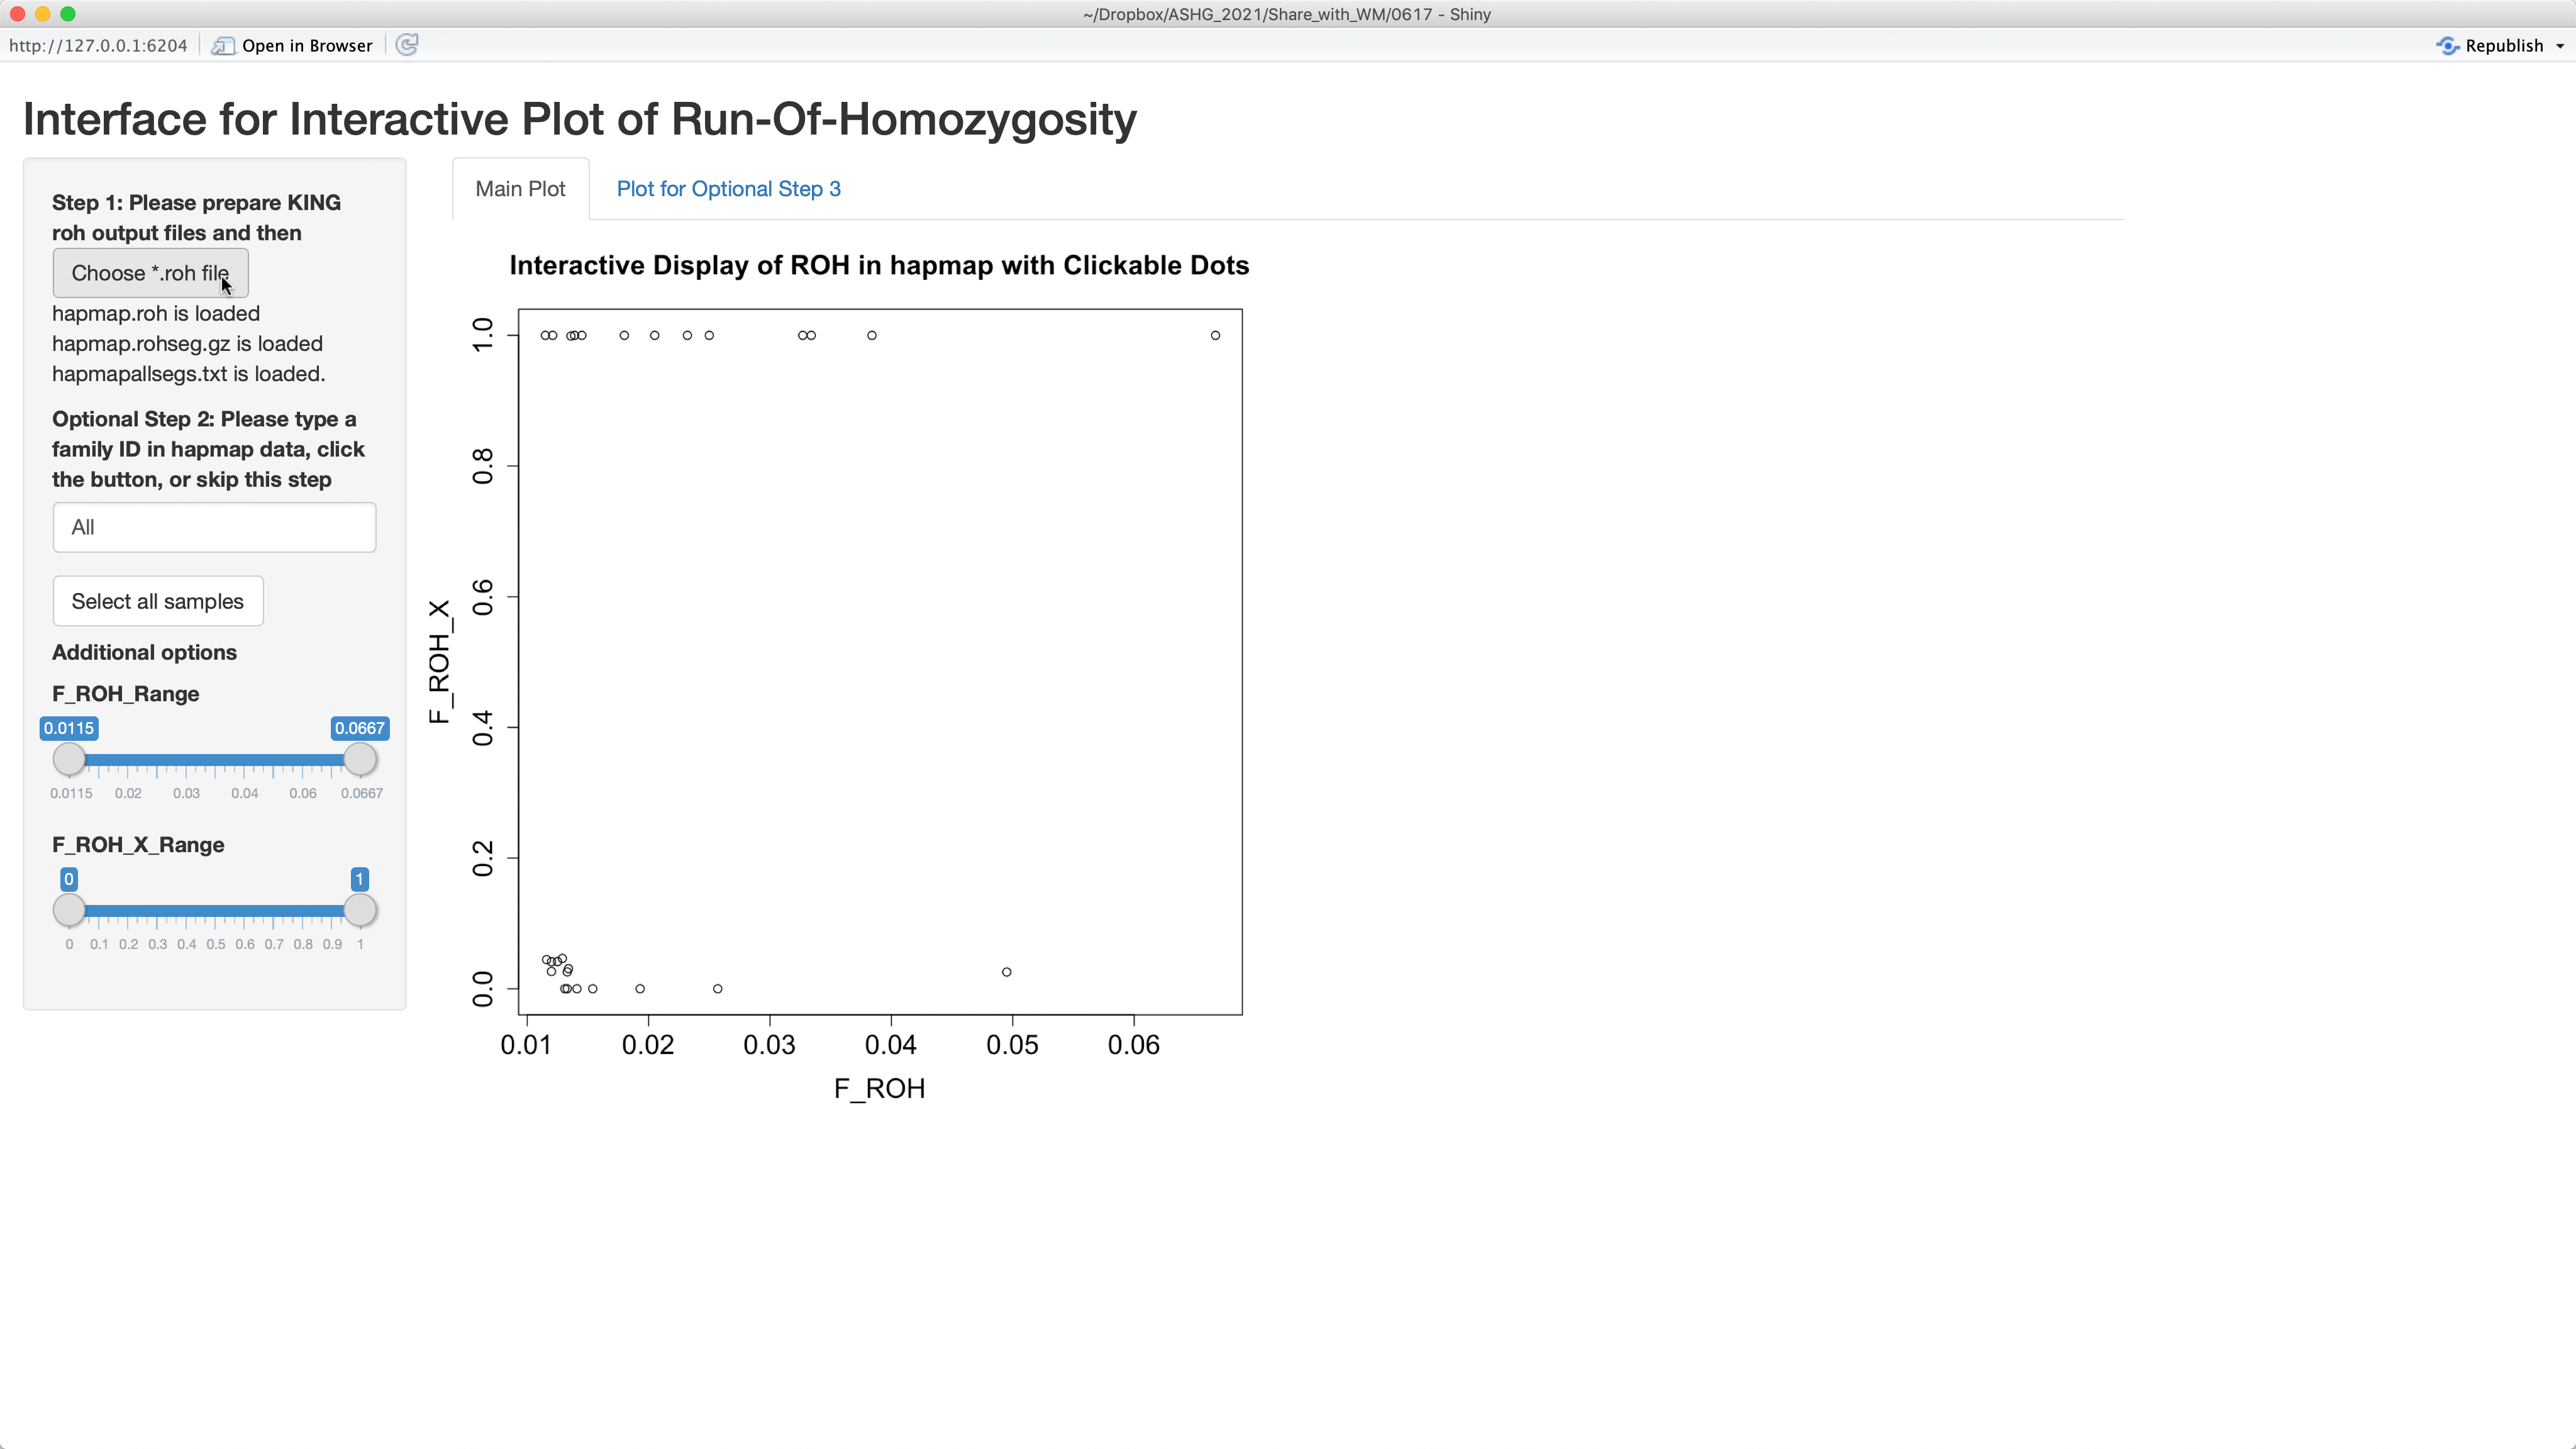 ~/Dropbox/ASHG_2021/Share_with_WM/0617 - Shiny
http://127.0.0.1:6204
Open in Browser
Republish
Interface for Interactive Plot of Run-Of-Homozygosity
Step 1: Please prepare KING
roh output files and then
Choose *.roh file
hapmap.roh is loaded
hapmap.rohseg.gz is loaded
hapmapallsegs.txt is loaded.
Optional Step 2: Please type a
family ID in hapmap data, click
the button, or skip this step
All
Select all samples
Additional options
F_ROH_Range
0.0115 0.0667
0.0115 0.02 0.03 0.04 0.06 0.0667
F_ROH_X_Range
0 1
0 0.1 0.2 0.3 0.4 0.5 0.6 0.7 0.8 0.9 1
Main Plot
Plot for Optional Step 3
Interactive Display of ROH in hapmap with Clickable Dots
F_ROH_X
1.0
0.8
0.6
0.4
0.2
0.0
0.01 0.02 0.03 0.04 0.05 0.06
F_ROH